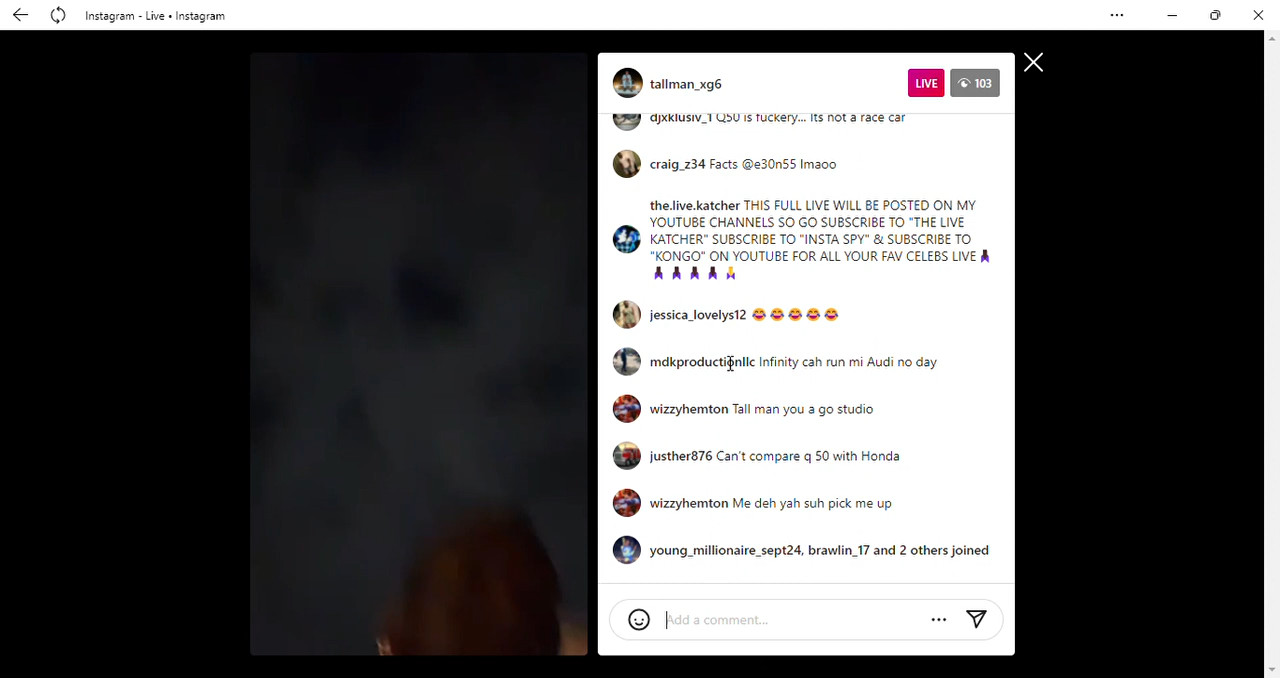 Instagram - Live • Instagram
tallman_xg6
LIVE
103
djxklusiv_1 Q50 is fuckery... Its not a race car
craig_z34 Facts @e30n55 lmaoo
the.live.katcher THIS FULL LIVE WILL BE POSTED ON MY
YOUTUBE CHANNELS SO GO SUBSCRIBE TO "THE LIVE
KATCHER" SUBSCRIBE TO "INSTA SPY" & SUBSCRIBE TO
"KONGO" ON YOUTUBE FOR ALL YOUR FAV CELEBS LIVE
jessica_lovelys12 😂😂😂😂😂
mdkproductionllc Infinity cah run mi Audi no day
wizzyhemton Tall man you a go studio
justher876 Can't compare q 50 with Honda
wizzyhemton Me deh yah suh pick me up
young_millionaire_sept24, brawlin_17 and 2 others joined
Add a comment...